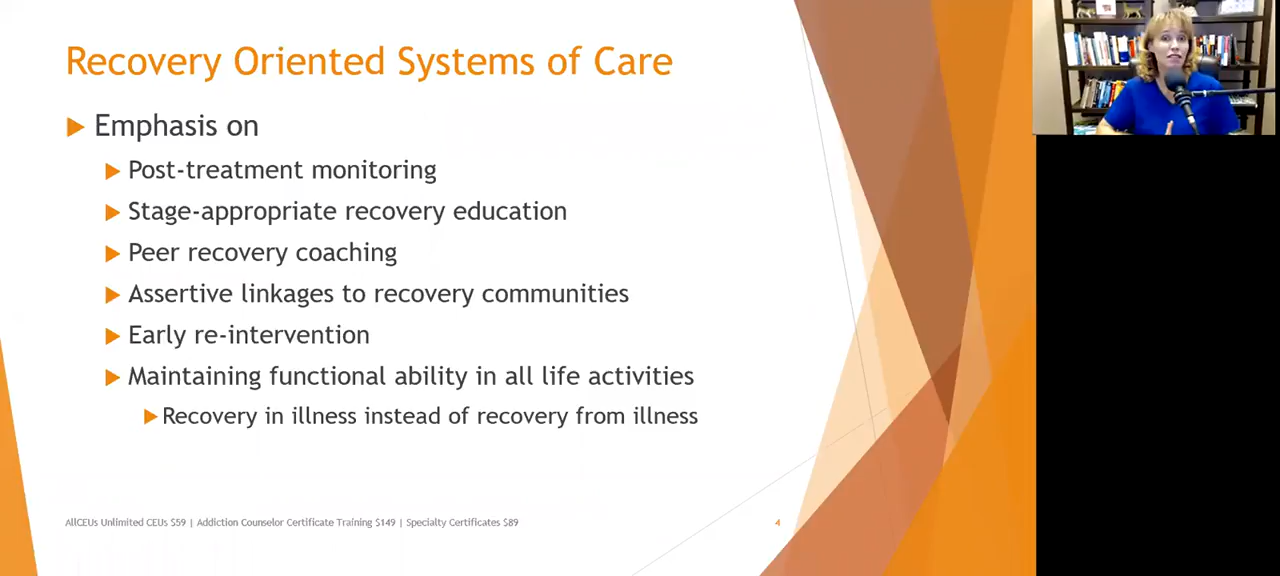 Recovery Oriented Systems of Care
Emphasis on
Post-treatment monitoring
Stage-appropriate recovery education
Peer recovery coaching
Assertive linkages to recovery communities
Early re-intervention
Maintaining functional ability in all life activities
Recovery in illness instead of recovery from illness
AllCEUs Unlimited CEUs $59 | Addiction Counselor Certificate Training $149 | Specialty Certificates $89
4